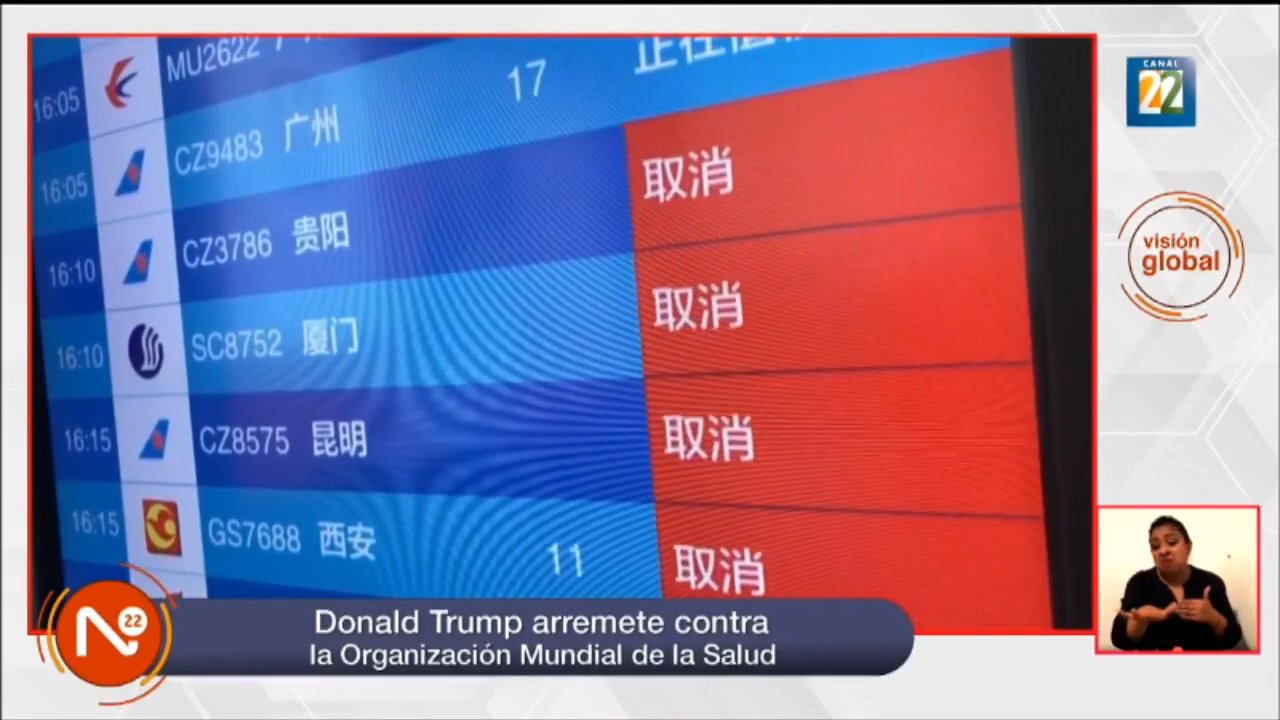 CANAL
22
visión
global
16:05 MU2622
16:05 CZ9483 广州 17 正在
16:10 CZ3786 贵阳 取消
16:10 SC8752 厦门 取消
16:15 CZ8575 昆明 取消
16:15 GS7688 西安 11 取消
N 22
Donald Trump arremete contra
la Organización Mundial de la Salud